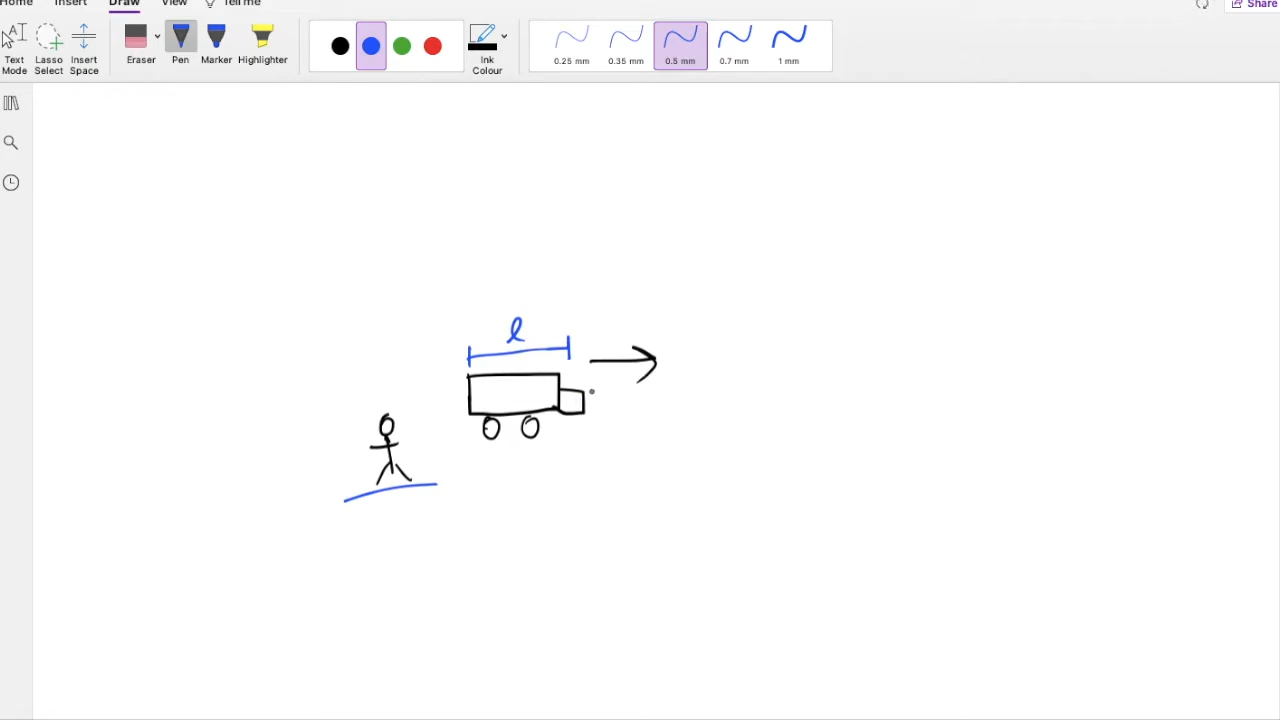 Home Insert Draw View Tell me
Share
Text Mode
Lasso Select
Insert Space
Eraser
Pen
Marker
Highlighter
Ink Colour
0.25 mm
0.35 mm
0.5 mm
0.7 mm
1 mm
l